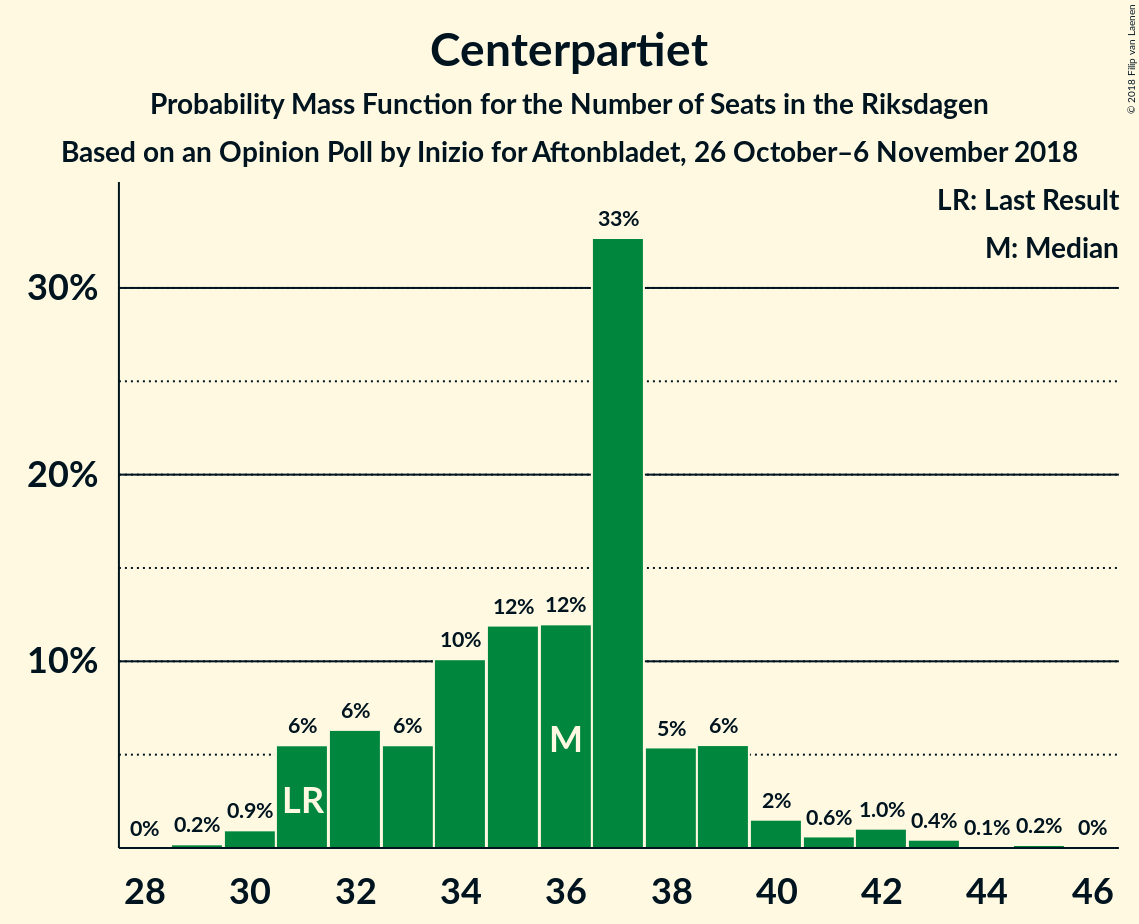 Centerpartiet
Probability Mass Function for the Number of Seats in the Riksdagen
Based on an Opinion Poll by Inizio for Aftonbladet, 26 October–6 November 2018
© 2018 Filip van Laenen
LR: Last Result
M: Median
33%
30%
20%
12% 12%
10%
10%
6% 6% 6% 5% 6%
M
LR
0% 0.2% 0.9% 2% 0.6% 1.0% 0.4% 0.1% 0.2% 0%
28 30 32 34 36 38 40 42 44 46